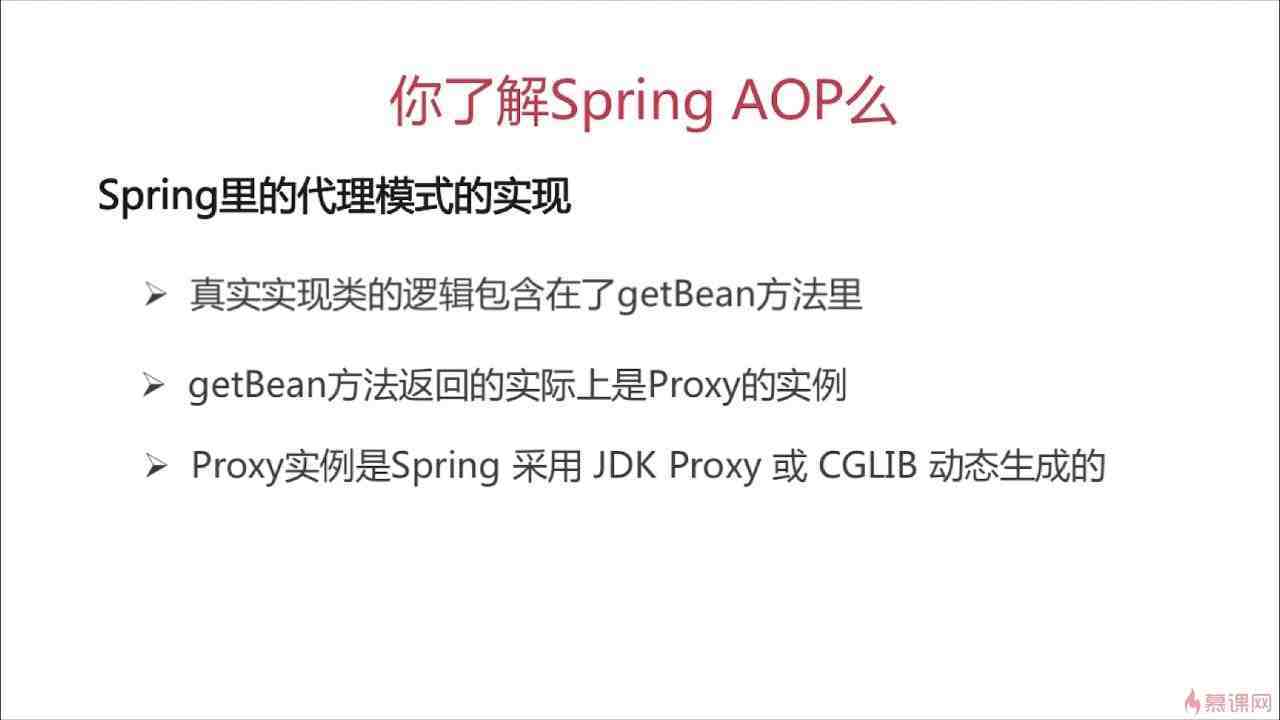 你了解Spring AOP么
Spring里的代理模式的实现
➢ 真实实现类的逻辑包含在了getBean方法里
➢ getBean方法返回的实际上是Proxy的实例
➢ Proxy实例是Spring 采用 JDK Proxy 或 CGLIB 动态生成的
慕课网